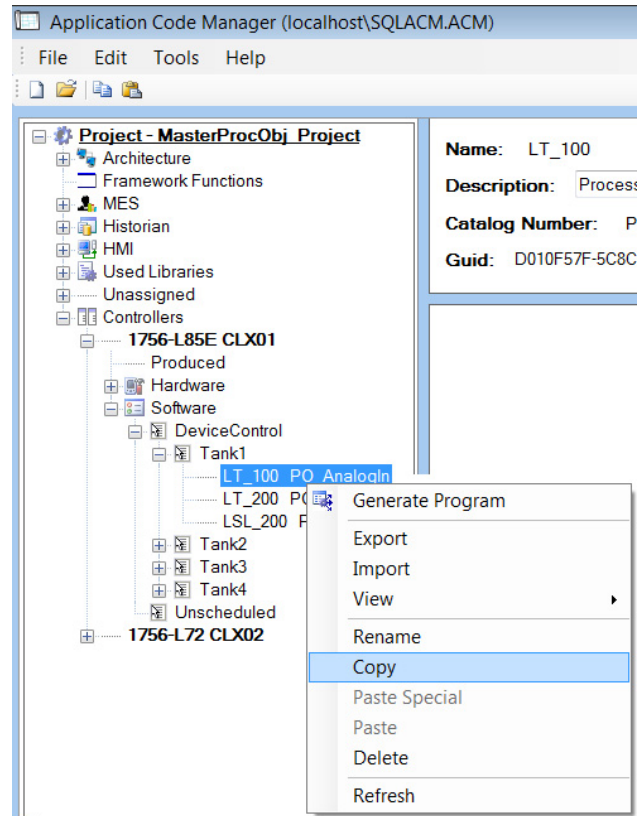 Application Code Manager (localhost\SQLACM.ACM)
File Edit Tools Help
Project - MasterProcObj_Project
Architecture
Framework Functions
MES
Historian
HMI
Used Libraries
Unassigned
Controllers
1756-L85E CLX01
Produced
Hardware
Software
DeviceControl
Tank1
LT_100 PO_AnalogIn
LT_200
LSL_200
Tank2
Tank3
Tank4
Unscheduled
1756-L72 CLX02
Name: LT_100
Description: Process
Catalog Number: P
Guid: D010F57F-5C8C
Generate Program
Export
Import
View
Rename
Copy
Paste Special
Paste
Delete
Refresh